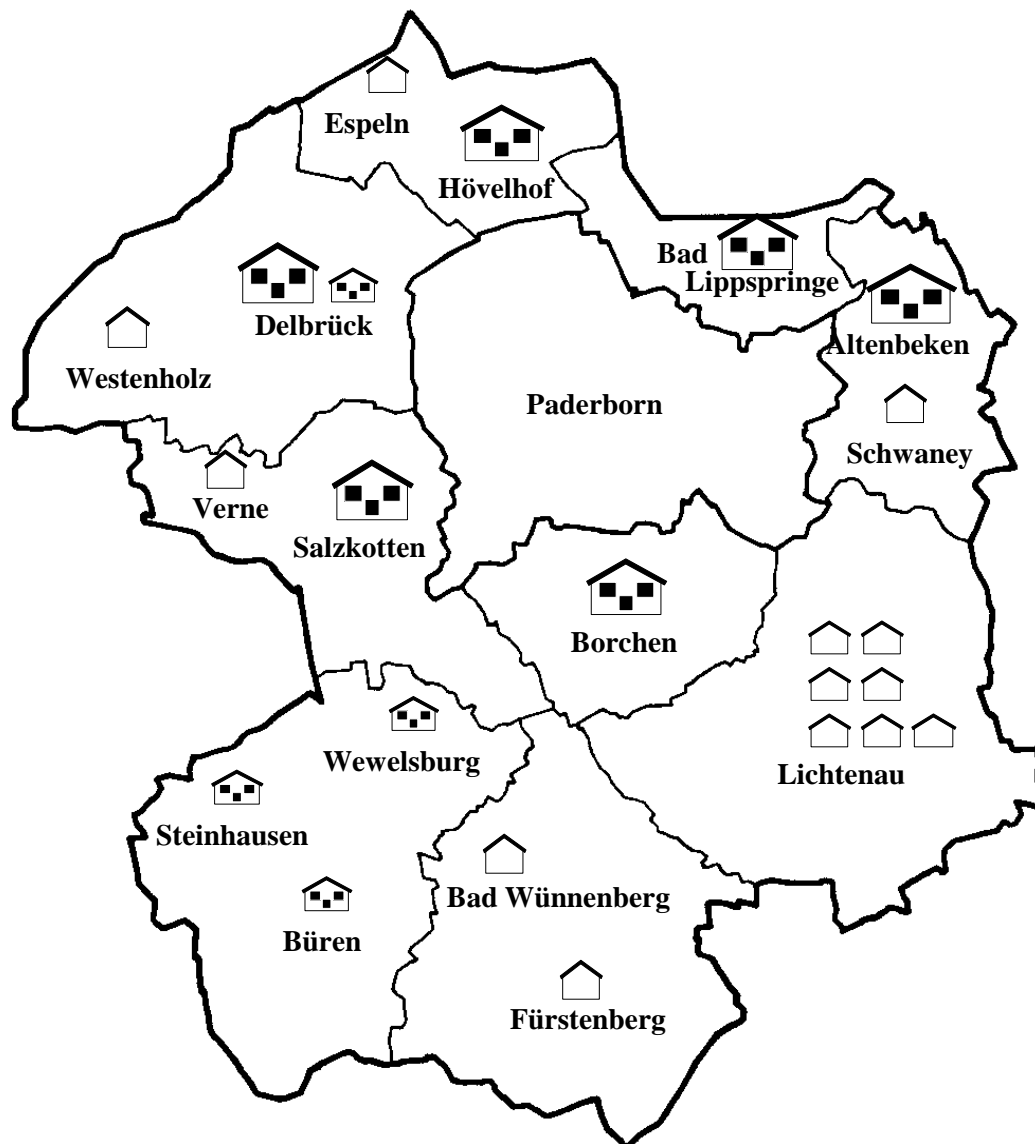 Espeln
Hövelhof
Bad
Lippspringe
Delbrück
Altenbeken
Westenholz
Paderborn
Schwaney
Verne
Salzkotten
Borchen
Wewelsburg
Lichtenau
Steinhausen
Bad Wünnenberg
Büren
Fürstenberg